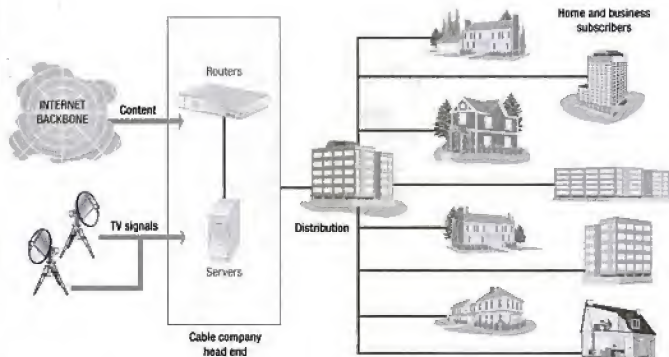 Home and business
subscribers
Routers
INTERNET
BACKBONE
Content
TV signals
Distribution
Servers
Cable company
head end